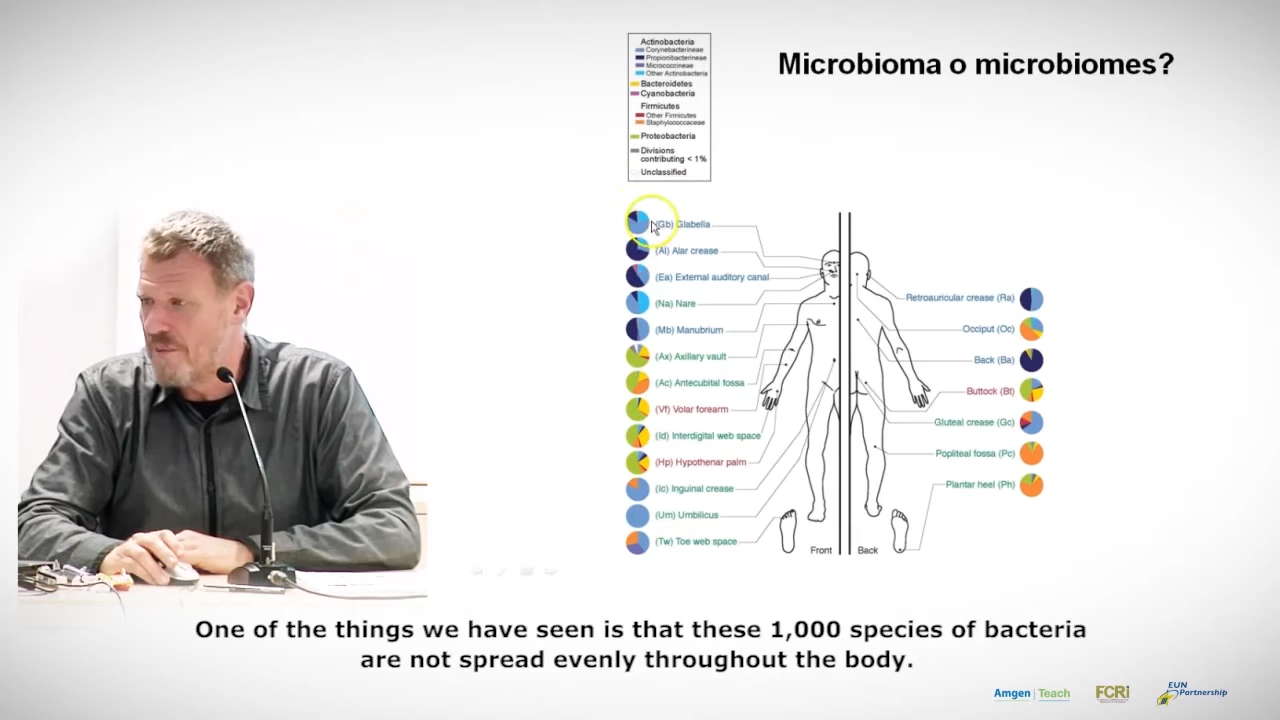 Microbioma o microbiomes?
Actinobacteria
Corynebacterineae
Propionibacterineae
Micrococcineae
Other Actinobacteria
Bacteroidetes
Cyanobacteria
Firmicutes
Other Firmicutes
Staphylococcaceae
Proteobacteria
Divisions
contributing < 1%
Unclassified
(Gb) Glabella
(Al) Alar crease
(Ea) External auditory canal
(Na) Nare
(Mb) Manubrium
(Ax) Axillary vault
(Ac) Antecubital fossa
(Vf) Volar forearm
(Id) Interdigital web space
(Hp) Hypothenar palm
(Ic) Inguinal crease
(Um) Umbilicus
(Tw) Toe web space
Retroauricular crease (Ra)
Occiput (Oc)
Back (Ba)
Buttock (Bt)
Gluteal crease (Gc)
Popliteal fossa (Pc)
Plantar heel (Ph)
Front Back
One of the things we have seen is that these 1,000 species of bacteria
are not spread evenly throughout the body.
Amgen Teach
FCRi
EUN
Partnership